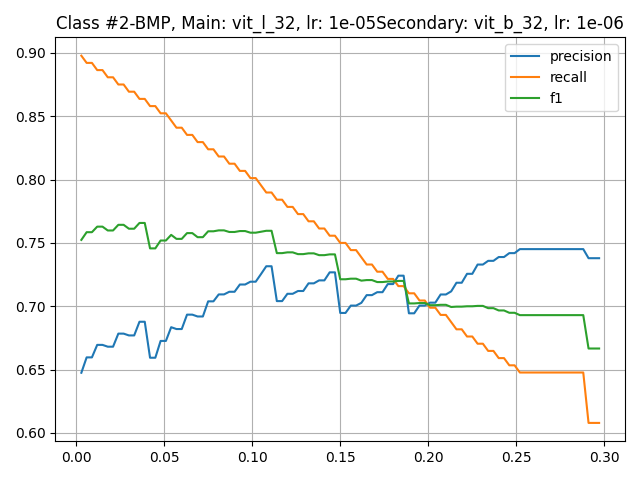 Class #2-BMP, Main: vit_l_32, lr: 1e-05Secondary: vit_b_32, lr: 1e-06
precision
recall
f1
0.90
0.85
0.80
0.75
0.70
0.65
0.60
0.00 0.05 0.10 0.15 0.20 0.25 0.30